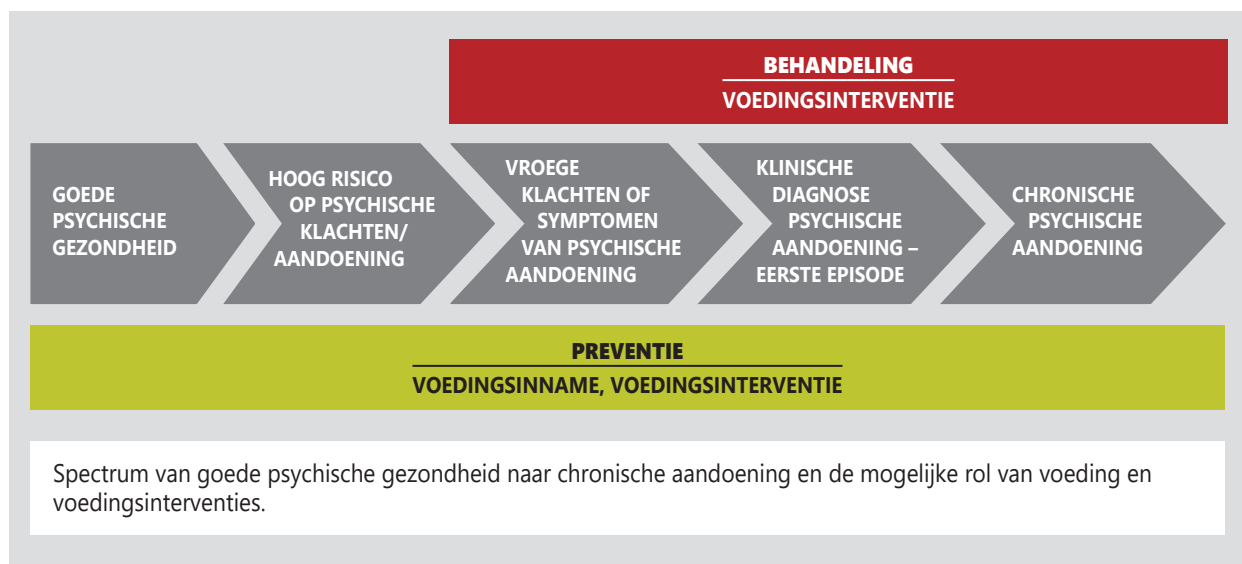 BEHANDELING
VOEDINGSINTERVENTIE
GOEDE
PSYCHISCHE
GEZONDHEID
HOOG RISICO
OP PSYCHISCHE
KLACHTEN/
AANDOENING
VROEGE
KLACHTEN OF
SYMPTOMEN
VAN PSYCHISCHE
AANDOENING
KLINISCHE
DIAGNOSE
PSYCHISCHE
AANDOENING –
EERSTE EPISODE
CHRONISCHE
PSYCHISCHE
AANDOENING
PREVENTIE
VOEDINGSINNAME, VOEDINGSINTERVENTIE
Spectrum van goede psychische gezondheid naar chronische aandoening en de mogelijke rol van voeding en
voedingsinterventies.